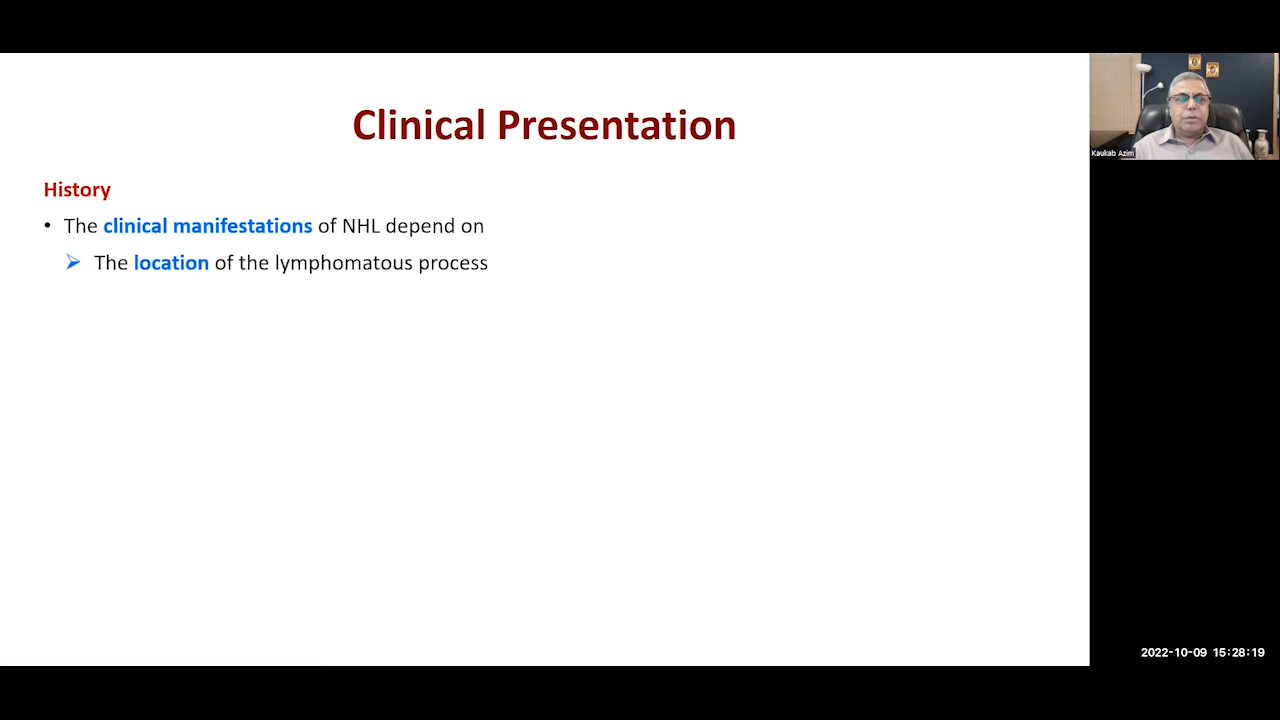 Clinical Presentation
History
• The clinical manifestations of NHL depend on
➢ The location of the lymphomatous process
Kaukab Azim
2022-10-09 15:28:19